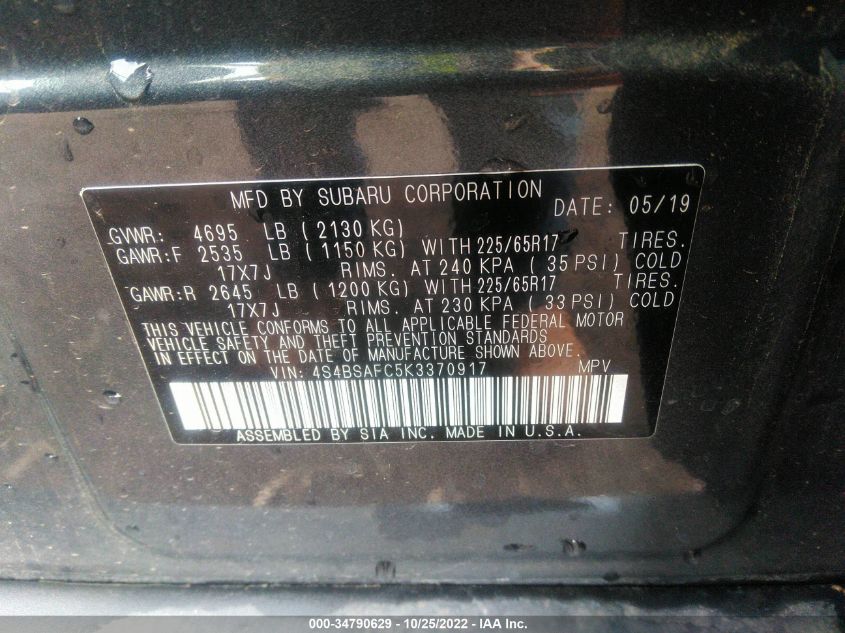 MFD BY SUBARU CORPORATION DATE: 05/19
GVWR: 4695 LB ( 2130 KG)
GAWR:F 2535 LB ( 1150 KG) WITH 225/65R17 TIRES.
17X7J RIMS. AT 240 KPA ( 35 PSI) COLD
GAWR:R 2645 LB ( 1200 KG) WITH 225/65R17 TIRES.
17X7J RIMS. AT 230 KPA ( 33 PSI) COLD
THIS VEHICLE CONFORMS TO ALL APPLICABLE FEDERAL MOTOR
VEHICLE SAFETY AND THEFT PREVENTION STANDARDS
IN EFFECT ON THE DATE OF MANUFACTURE SHOWN ABOVE.
VIN: 4S4BSAFC5K3370917 MPV
ASSEMBLED BY SIA INC. MADE IN U.S.A.
000-34790629 - 10/25/2022 - IAA Inc.